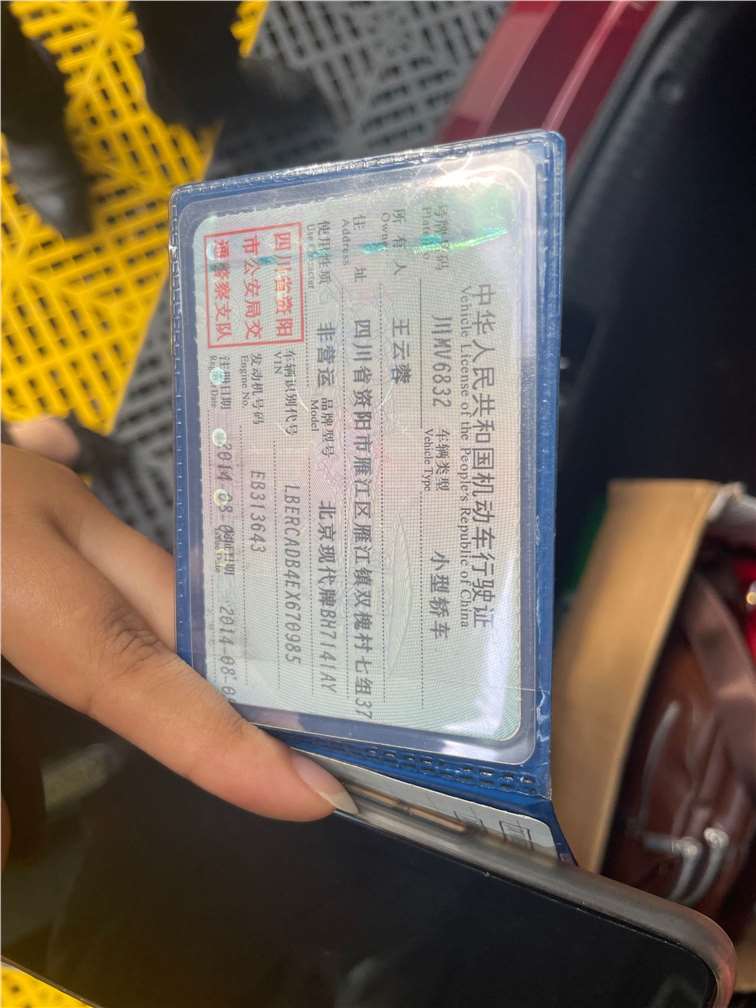 中华人民共和国机动车行驶证
Vehicle License of the People's Republic of China
号牌号码 川MV6832 车辆类型 小型轿车
Plate No. Vehicle Type
所有人 王云蓉
Owner
住址 四川省资阳市雁江区雁江镇双槐村七组37
Address
使用性质 非营运 品牌型号 北京现代牌BH7141AY
Use Character Model
四川省资阳
市公安局交
通警察支队
车辆识别代号 LBERCADB4EX670985
VIN
发动机号码 EB313643
Engine No.
注册日期 2014-08-0 发证日期 2014-08-0
Register Date Issue Date